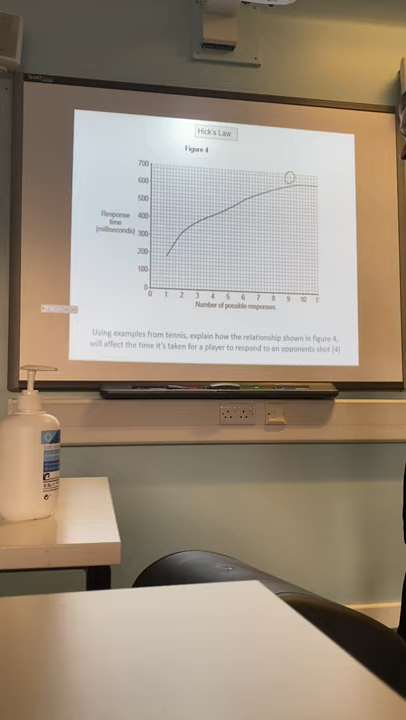 Hick's Law
Figure 4
700
600
500
400
300
200
100
0
Response
time
(milliseconds)
0 1 2 3 4 5 6 7 8 9 10 1
Number of possible responses
Using examples from tennis, explain how the relationship shown in figure 4,
will affect the time it's taken for a player to respond to an opponents shot (4)